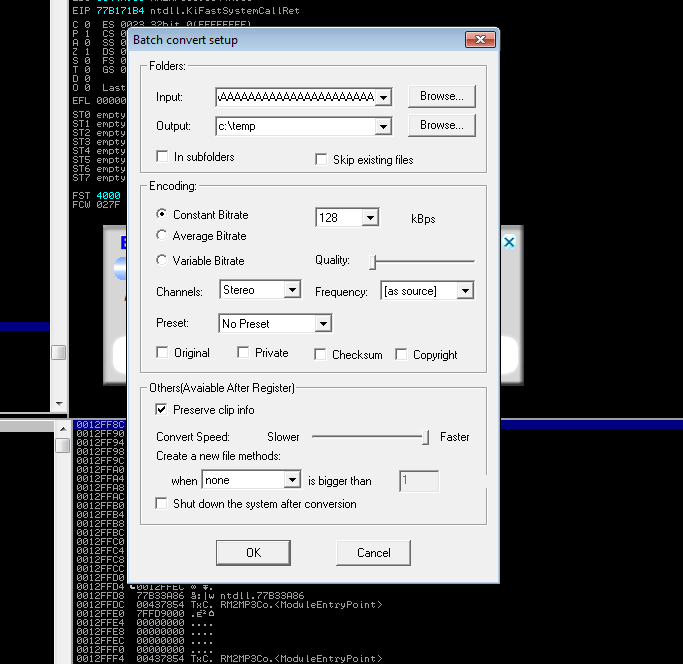 EIP 77B171B4 ntdll.KiFastSystemCallRet
C 0 ES 0023 32bit 0(FFFFFFFF)
P 1 CS 0
A 0 SS 0
Z 1 DS 0
S 0 FS 0
T 0 GS 0
D 0
O 0 Last
EFL 00000
ST0 empty
ST1 empty
ST2 empty
ST3 empty
ST4 empty
ST5 empty
ST6 empty
ST7 empty
FST 4000
FCW 027F
Batch convert setup
Folders:
Input: AAAAAAAAAAAAAAAAAAAAAA Browse...
Output: c:\temp Browse...
In subfolders Skip existing files
Encoding:
Constant Bitrate 128 kBps
Average Bitrate
Variable Bitrate Quality:
Channels: Stereo Frequency: [as source]
Preset: No Preset
Original Private Checksum Copyright
Others(Avaiable After Register)
Preserve clip info
Convert Speed: Slower Faster
Create a new file methods:
when none is bigger than 1
Shut down the system after conversion
OK Cancel
0012FF8C
0012FF90
0012FF94
0012FF98
0012FF9C
0012FFA0
0012FFA4
0012FFA8
0012FFAC
0012FFB0
0012FFB4
0012FFB8
0012FFBC
0012FFC0
0012FFC4
0012FFC8
0012FFCC
0012FFD0
0012FFD4 0012FFEC
0012FFD8 77B33A86 ntdll.77B33A86
0012FFDC 00437854 TxC. RM2MP3Co.<ModuleEntryPoint>
0012FFE0 7FFD9000
0012FFE4 00000000 ....
0012FFE8 00000000 ....
0012FFEC 00000000 ....
0012FFF0 00000000 ....
0012FFF4 00437854 TxC. RM2MP3Co.<ModuleEntryPoint>